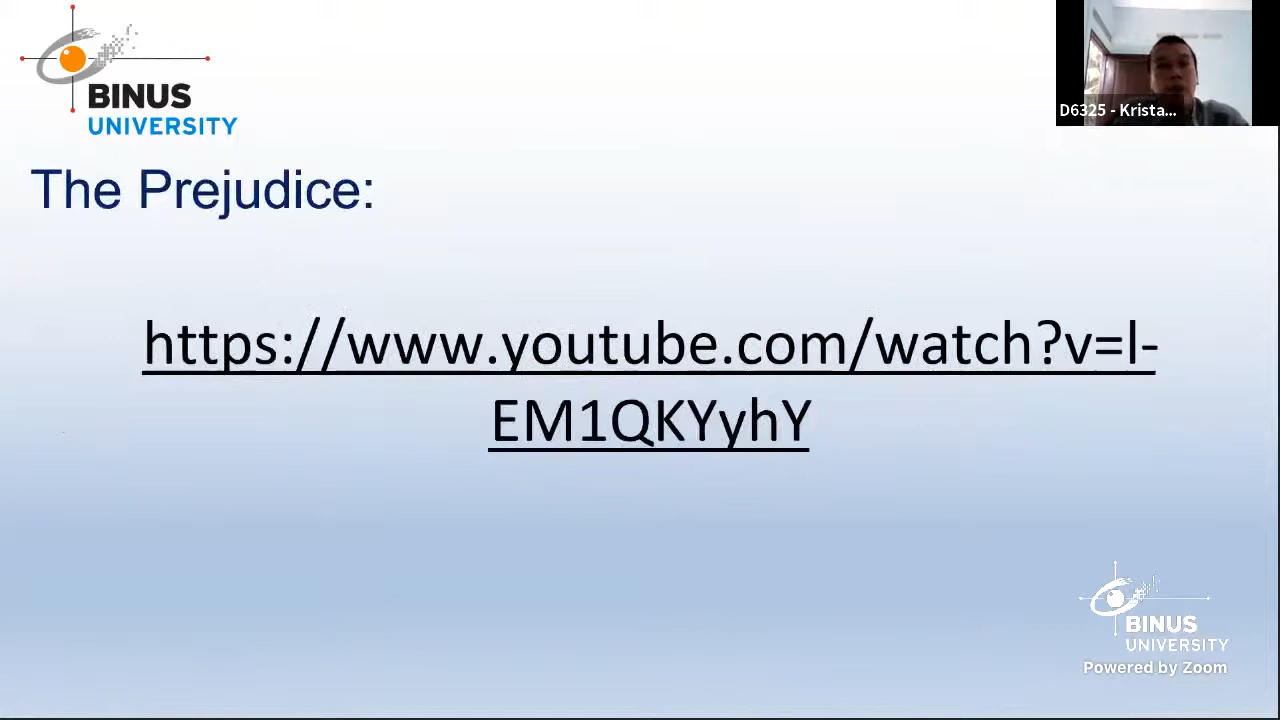 BINUS
UNIVERSITY
D6325 - Krista...
The Prejudice:
https://www.youtube.com/watch?v=l-
EM1QKYyhY
BINUS
UNIVERSITY
Powered by Zoom